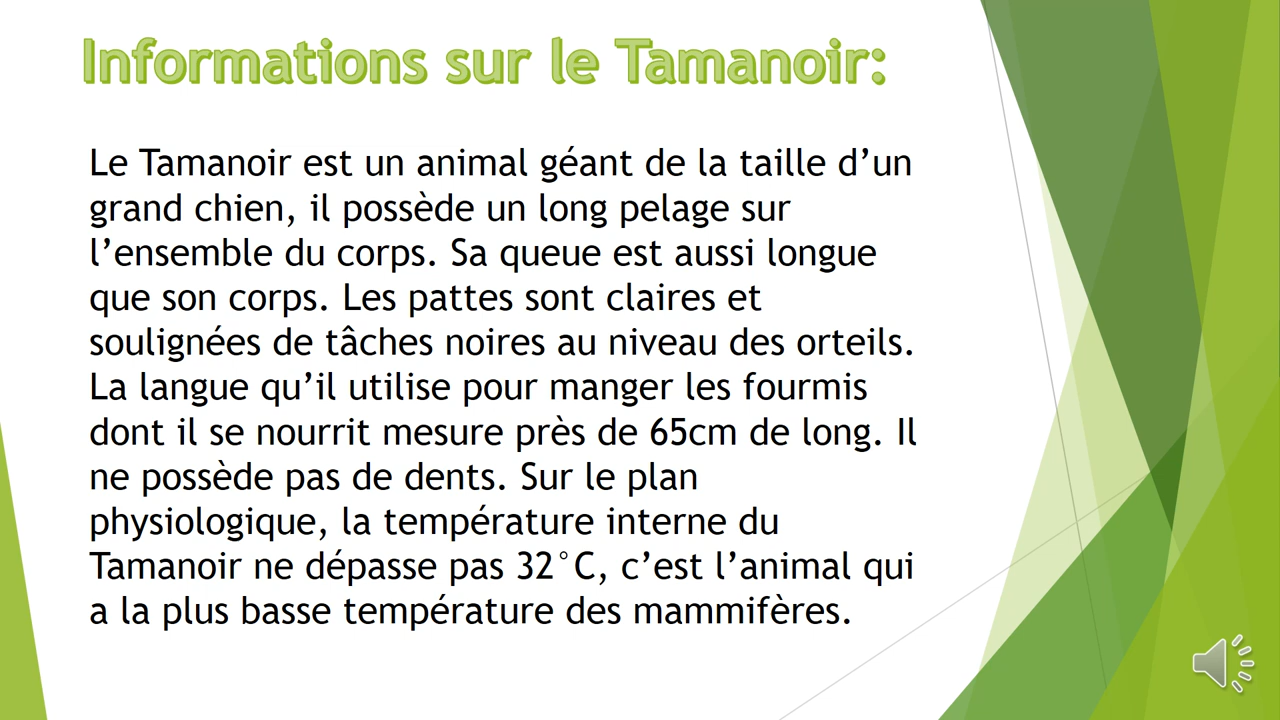 Informations sur le Tamanoir:
Le Tamanoir est un animal géant de la taille d’un
grand chien, il possède un long pelage sur
l’ensemble du corps. Sa queue est aussi longue
que son corps. Les pattes sont claires et
soulignées de tâches noires au niveau des orteils.
La langue qu’il utilise pour manger les fourmis
dont il se nourrit mesure près de 65cm de long. Il
ne possède pas de dents. Sur le plan
physiologique, la température interne du
Tamanoir ne dépasse pas 32°C, c’est l’animal qui
a la plus basse température des mammifères.